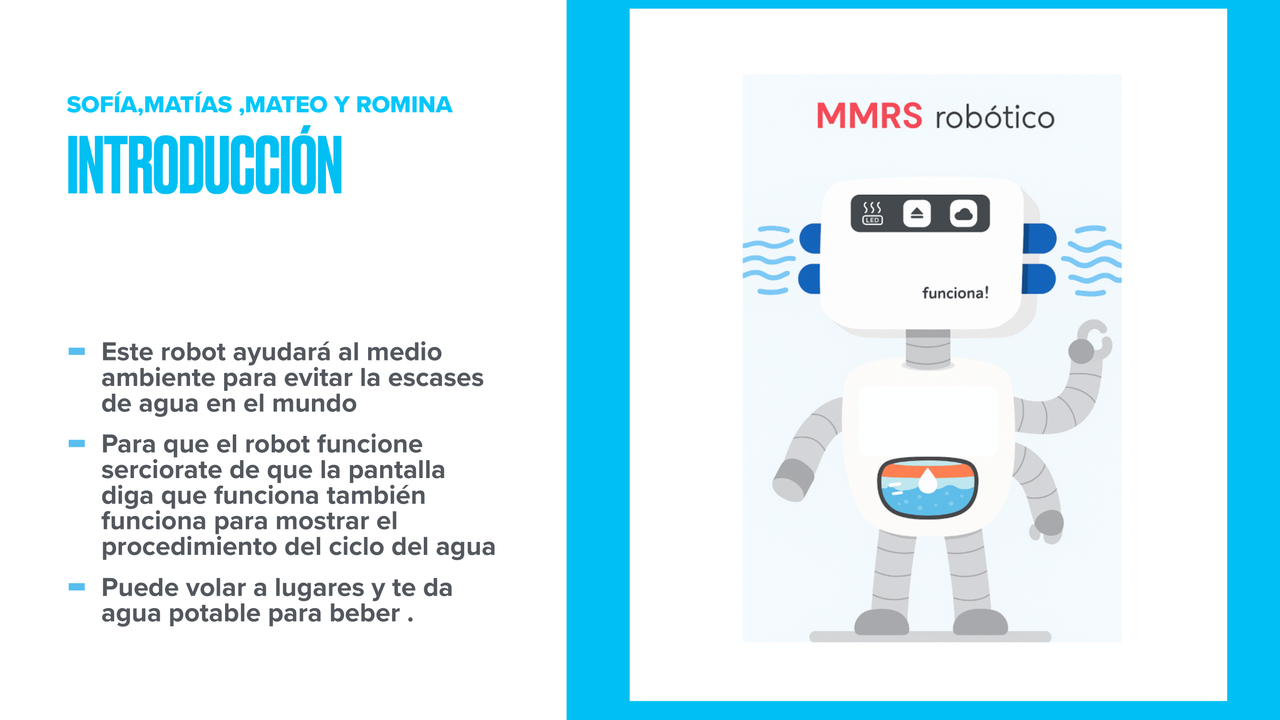 SOFÍA,MATÍAS ,MATEO Y ROMINA
INTRODUCCIÓN
Este robot ayudará al medio
ambiente para evitar la escases
de agua en el mundo
Para que el robot funcione
serciorate de que la pantalla
diga que funciona también
funciona para mostrar el
procedimiento del ciclo del agua
Puede volar a lugares y te da
agua potable para beber .
MMRS robótico
LED
funciona!